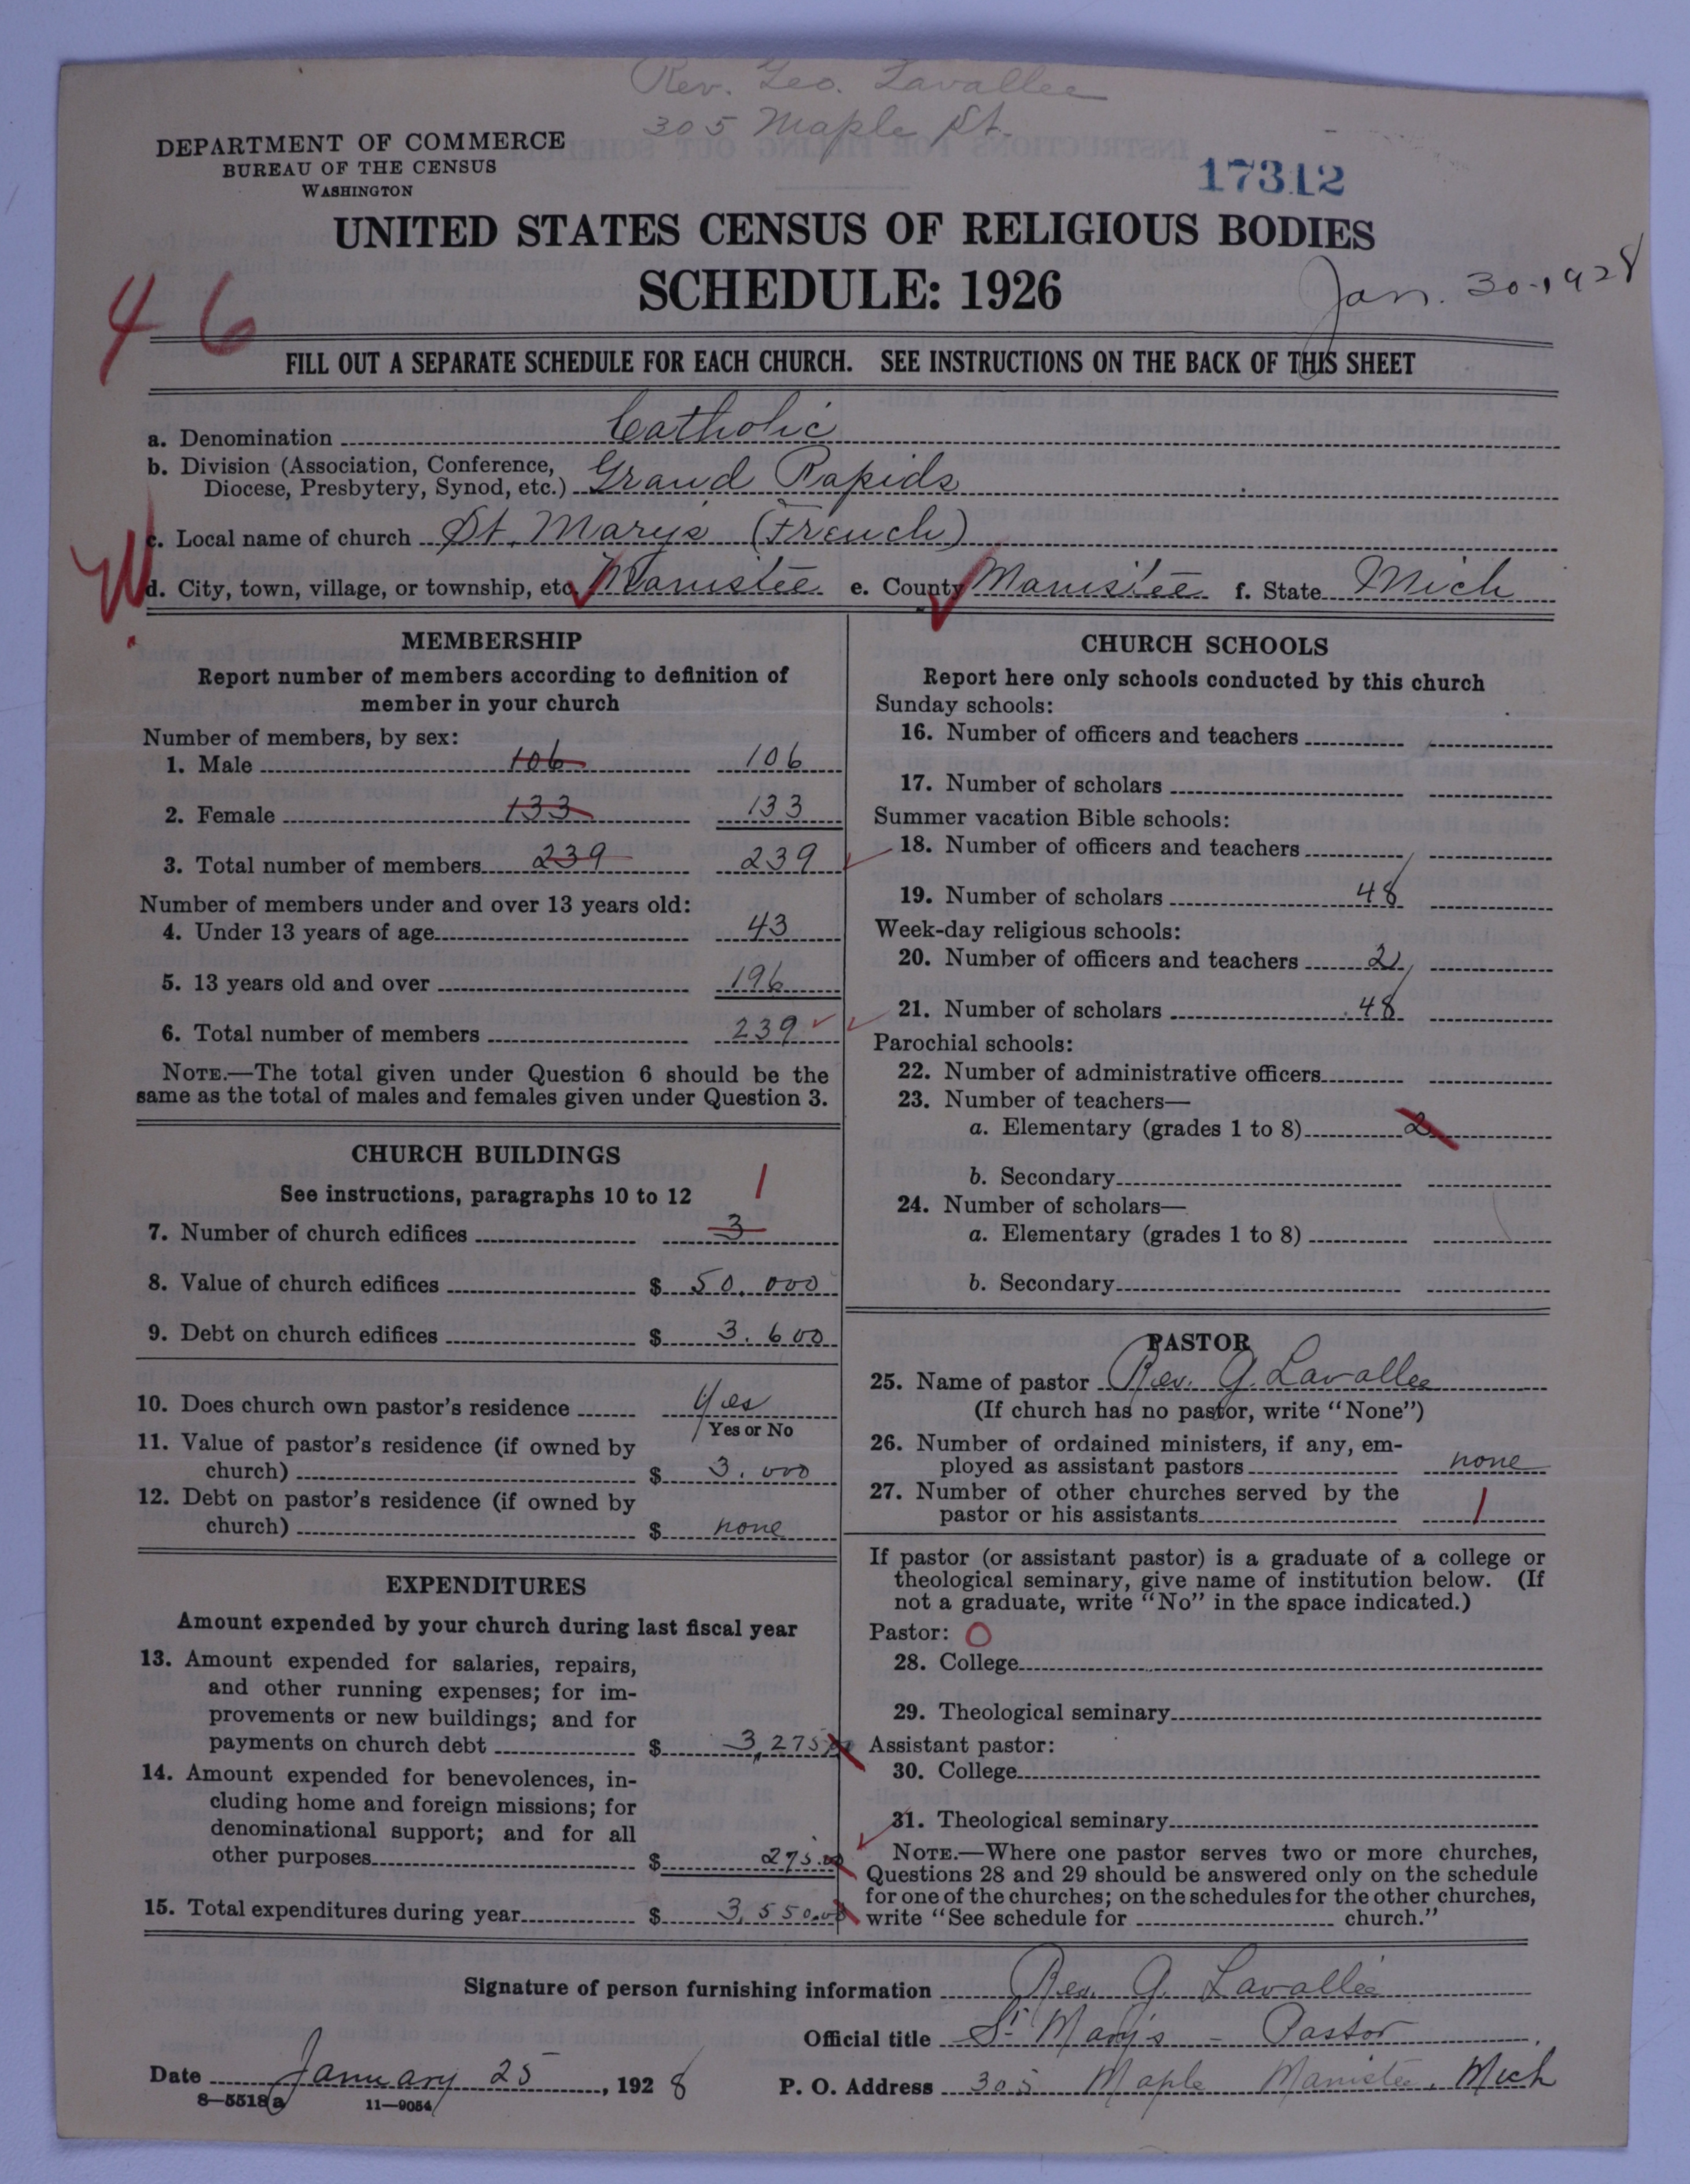 Rev. Geo. Lavallee
305 Maple St.
DEPARTMENT OF COMMERCE
BUREAU OF THE CENSUS
WASHINGTON
17312
UNITED STATES CENSUS OF RELIGIOUS BODIES
SCHEDULE: 1926
Jan. 30-1928
46
FILL OUT A SEPARATE SCHEDULE FOR EACH CHURCH. SEE INSTRUCTIONS ON THE BACK OF THIS SHEET
a. Denomination Catholic
b. Division (Association, Conference,
Diocese, Presbytery, Synod, etc.) Grand Rapids
c. Local name of church St. Marys (French)
d. City, town, village, or township, etc. Manistee e. County Manistee f. State Mich
MEMBERSHIP
Report number of members according to definition of
member in your church
Number of members, by sex:
1. Male 106 106
2. Female 133 133
3. Total number of members 239 239
Number of members under and over 13 years old:
4. Under 13 years of age 43
5. 13 years old and over 196
6. Total number of members 239
NOTE.—The total given under Question 6 should be the
same as the total of males and females given under Question 3.
CHURCH BUILDINGS
See instructions, paragraphs 10 to 12 1
7. Number of church edifices 3
8. Value of church edifices $ 50.000
9. Debt on church edifices $ 3.600
10. Does church own pastor's residence Yes
Yes or No
11. Value of pastor's residence (if owned by
church) $ 3.000
12. Debt on pastor's residence (if owned by
church) $ none
EXPENDITURES
Amount expended by your church during last fiscal year
13. Amount expended for salaries, repairs,
and other running expenses; for im-
provements or new buildings; and for
payments on church debt $ 3,275.00
14. Amount expended for benevolences, in-
cluding home and foreign missions; for
denominational support; and for all
other purposes $ 275.00
15. Total expenditures during year $ 3,550.00
CHURCH SCHOOLS
Report here only schools conducted by this church
Sunday schools:
16. Number of officers and teachers
17. Number of scholars
Summer vacation Bible schools:
18. Number of officers and teachers
19. Number of scholars 48
Week-day religious schools:
20. Number of officers and teachers 2
21. Number of scholars 48
Parochial schools:
22. Number of administrative officers
23. Number of teachers—
a. Elementary (grades 1 to 8) 2
b. Secondary
24. Number of scholars—
a. Elementary (grades 1 to 8)
b. Secondary
PASTOR
25. Name of pastor Rev. G. Lavallee
(If church has no pastor, write "None")
26. Number of ordained ministers, if any, em-
ployed as assistant pastors none
27. Number of other churches served by the
pastor or his assistants 1
If pastor (or assistant pastor) is a graduate of a college or
theological seminary, give name of institution below. (If
not a graduate, write "No" in the space indicated.)
Pastor: O
28. College
29. Theological seminary
Assistant pastor:
30. College
31. Theological seminary
NOTE.—Where one pastor serves two or more churches,
Questions 28 and 29 should be answered only on the schedule
for one of the churches; on the schedules for the other churches,
write "See schedule for church."
Signature of person furnishing information Rev. G. Lavallee
Official title St Mary's - Pastor
Date January 25, 1928 P. O. Address 305 Maple Manistee, Mich
8—5518a 11—9054